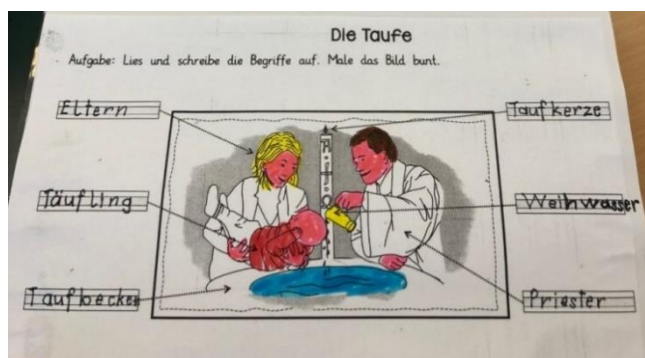 Die Taufe
Aufgabe: Lies und schreibe die Begriffe auf. Male das Bild bunt.
Eltern
Taufkerze
Täufling
Weihwasser
Taufbecken
Priester